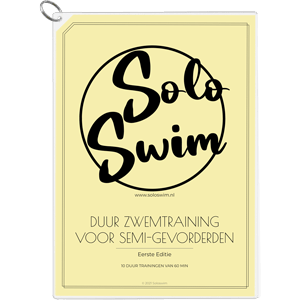 Solo
Swim
www.soloswim.nl
DUUR ZWEMTRAINING
VOOR SEMI-GEVORDERDEN
Eerste Editie
10 DUUR TRAININGEN VAN 60 MIN.